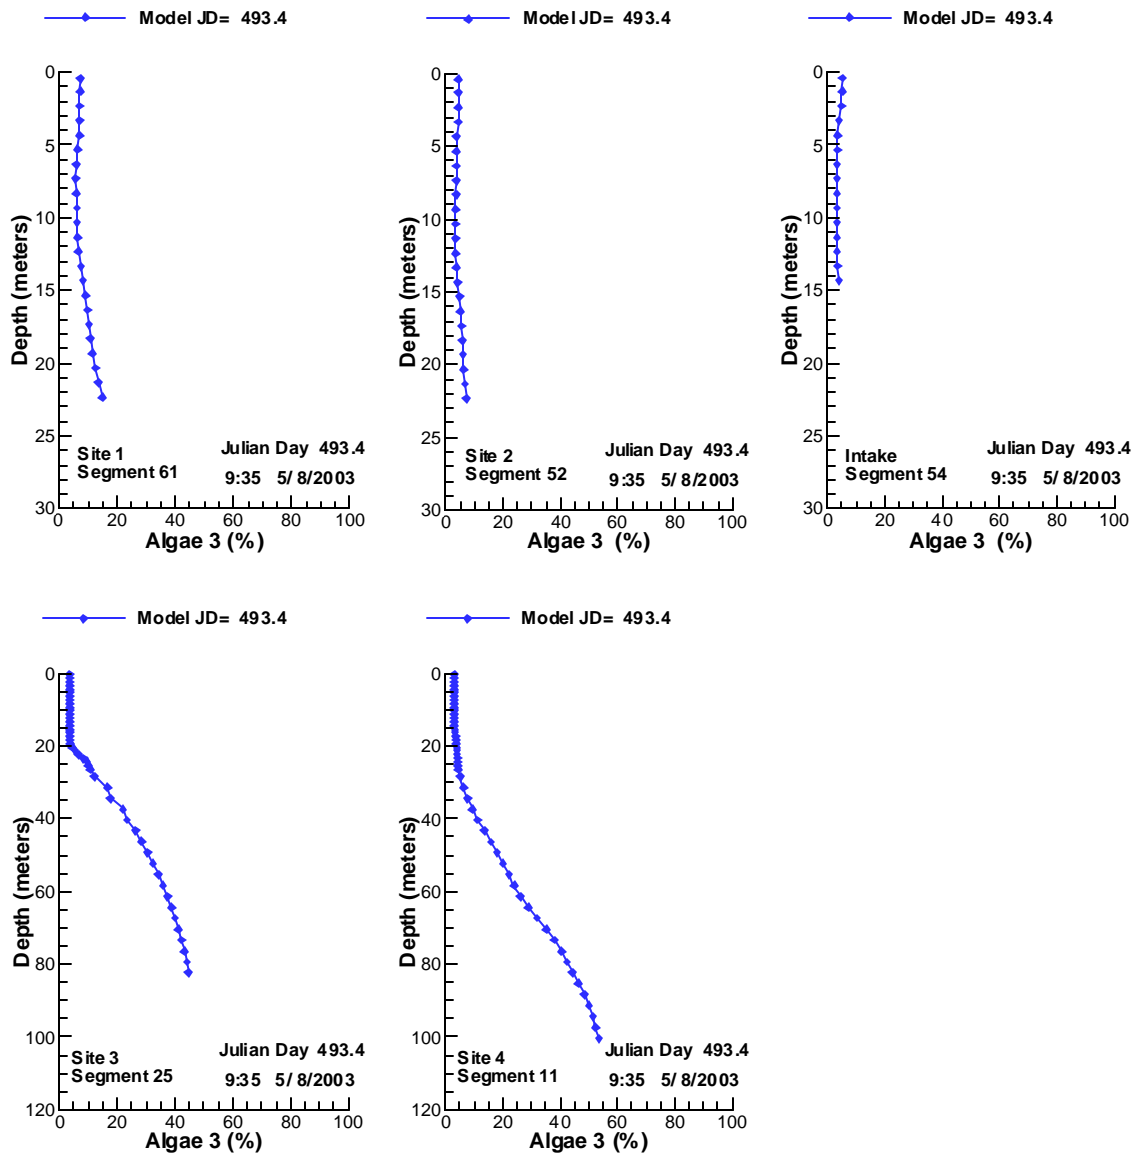 Model JD= 493.4
0
5
10
15
20
25
30
Depth (meters)
Site 1
Segment 61
Julian Day 493.4
9:35 5/ 8/2003
0 20 40 60 80 100
Algae 3 (%)
Model JD= 493.4
0
5
10
15
20
25
30
Depth (meters)
Site 2
Segment 52
Julian Day 493.4
9:35 5/ 8/2003
0 20 40 60 80 100
Algae 3 (%)
Model JD= 493.4
0
5
10
15
20
25
30
Depth (meters)
Intake
Segment 54
Julian Day 493.4
9:35 5/ 8/2003
0 20 40 60 80 100
Algae 3 (%)
Model JD= 493.4
0
20
40
60
80
100
120
Depth (meters)
Site 3
Segment 25
Julian Day 493.4
9:35 5/ 8/2003
0 20 40 60 80 100
Algae 3 (%)
Model JD= 493.4
0
20
40
60
80
100
120
Depth (meters)
Site 4
Segment 11
Julian Day 493.4
9:35 5/ 8/2003
0 20 40 60 80 100
Algae 3 (%)